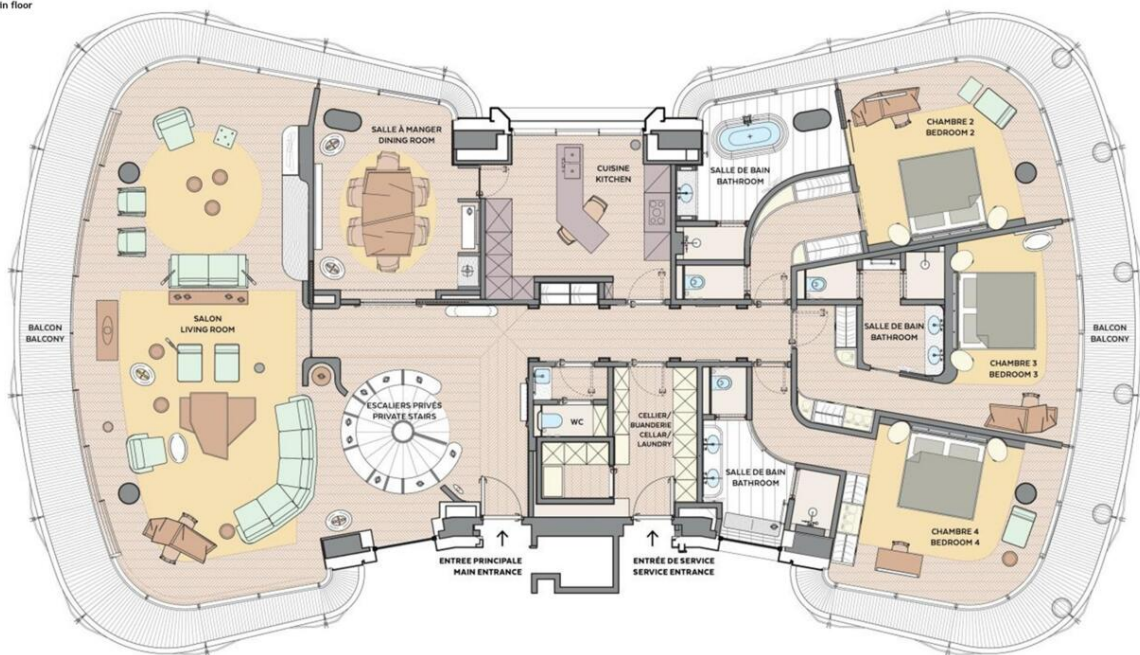 in floor
SALLE À MANGER
DINING ROOM
CUISINE
KITCHEN
SALLE DE BAIN
BATHROOM
CHAMBRE 2
BEDROOM 2
SALON
LIVING ROOM
BALCON
BALCONY
SALLE DE BAIN
BATHROOM
BALCON
BALCONY
CHAMBRE 3
BEDROOM 3
ESCALIERS PRIVÉS
PRIVATE STAIRS
WC
CELLIER/
BUANDERIE
CELLAR/
LAUNDRY
SALLE DE BAIN
BATHROOM
CHAMBRE 4
BEDROOM 4
ENTREE PRINCIPALE
MAIN ENTRANCE
ENTRÉE DE SERVICE
SERVICE ENTRANCE